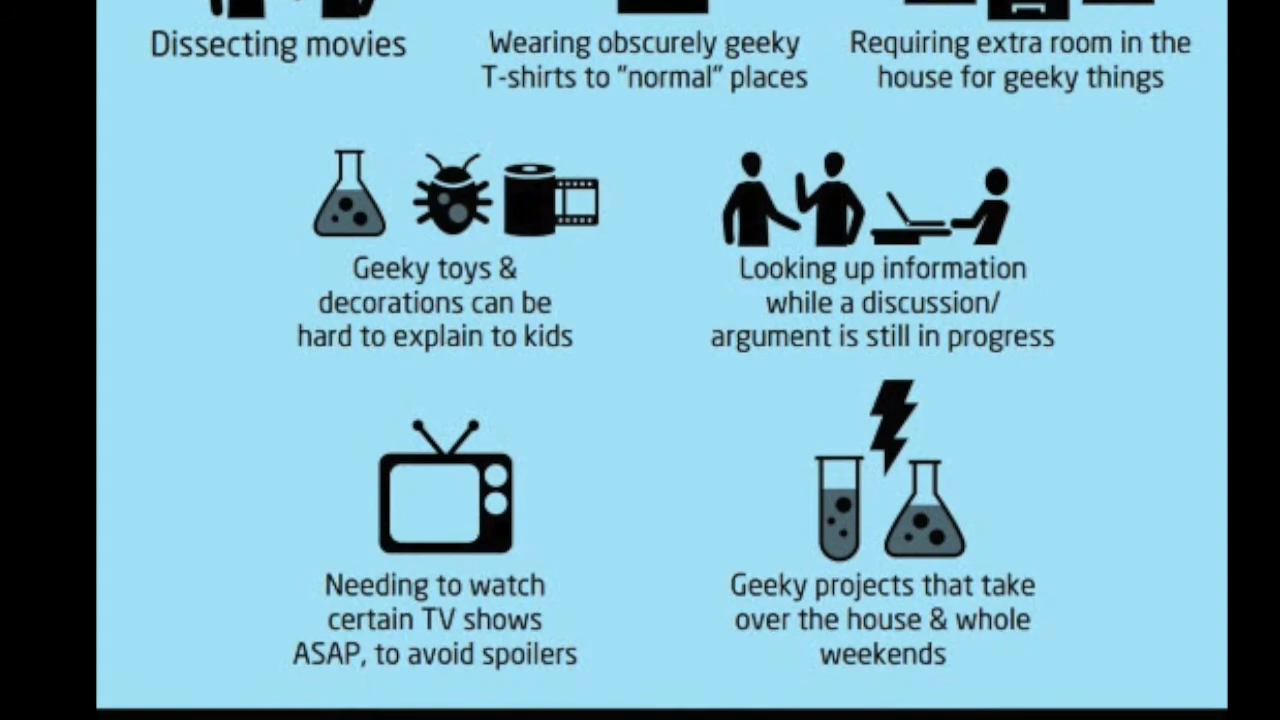 Dissecting movies
Wearing obscurely geeky
T-shirts to "normal" places
Requiring extra room in the
house for geeky things
Geeky toys &
decorations can be
hard to explain to kids
Looking up information
while a discussion/
argument is still in progress
Needing to watch
certain TV shows
ASAP, to avoid spoilers
Geeky projects that take
over the house & whole
weekends